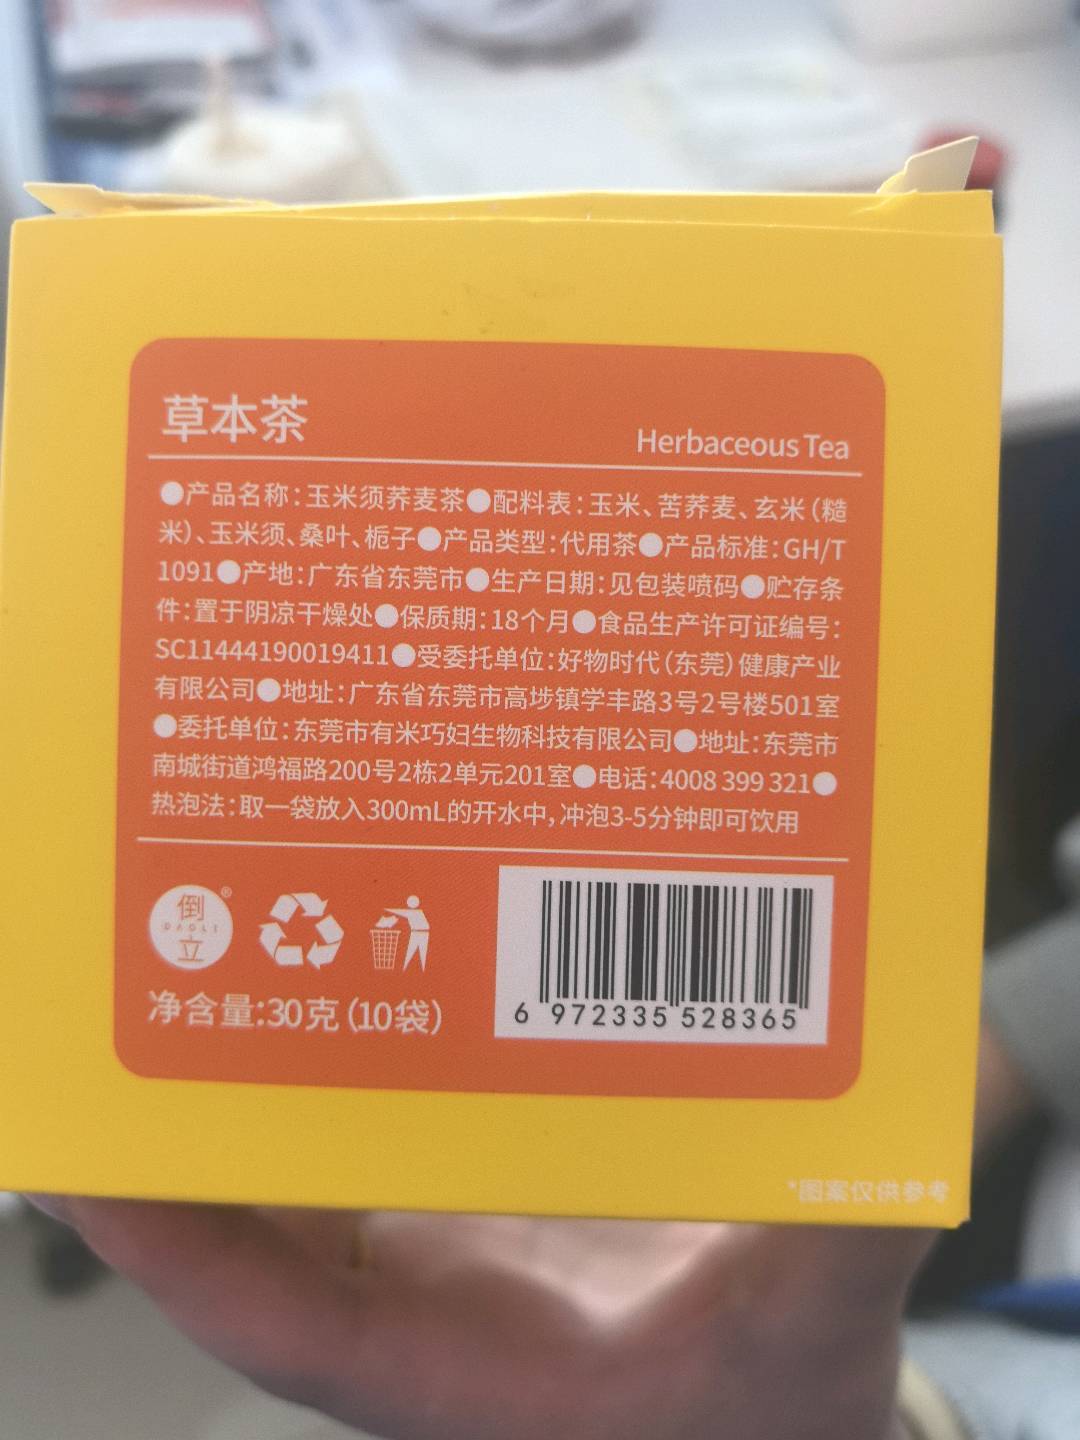 草本茶
Herbaceous Tea
●产品名称:玉米须荞麦茶●配料表:玉米、苦荞麦、玄米(糙
米)、玉米须、桑叶、栀子●产品类型:代用茶●产品标准:GH/T
1091●产地:广东省东莞市●生产日期:见包装喷码●贮存条
件:置于阴凉干燥处●保质期:18个月●食品生产许可证编号:
SC11444190019411●受委托单位:好物时代(东莞)健康产业
有限公司●地址:广东省东莞市高埗镇学丰路3号2号楼501室
●委托单位:东莞市有米巧妇生物科技有限公司●地址:东莞市
南城街道鸿福路200号2栋2单元201室●电话:4008 399 321●
热泡法:取一袋放入300mL的开水中,冲泡3-5分钟即可饮用
倒
DAOLI
立
®
净含量:30克(10袋)
6 972335 528365
*图案仅供参考